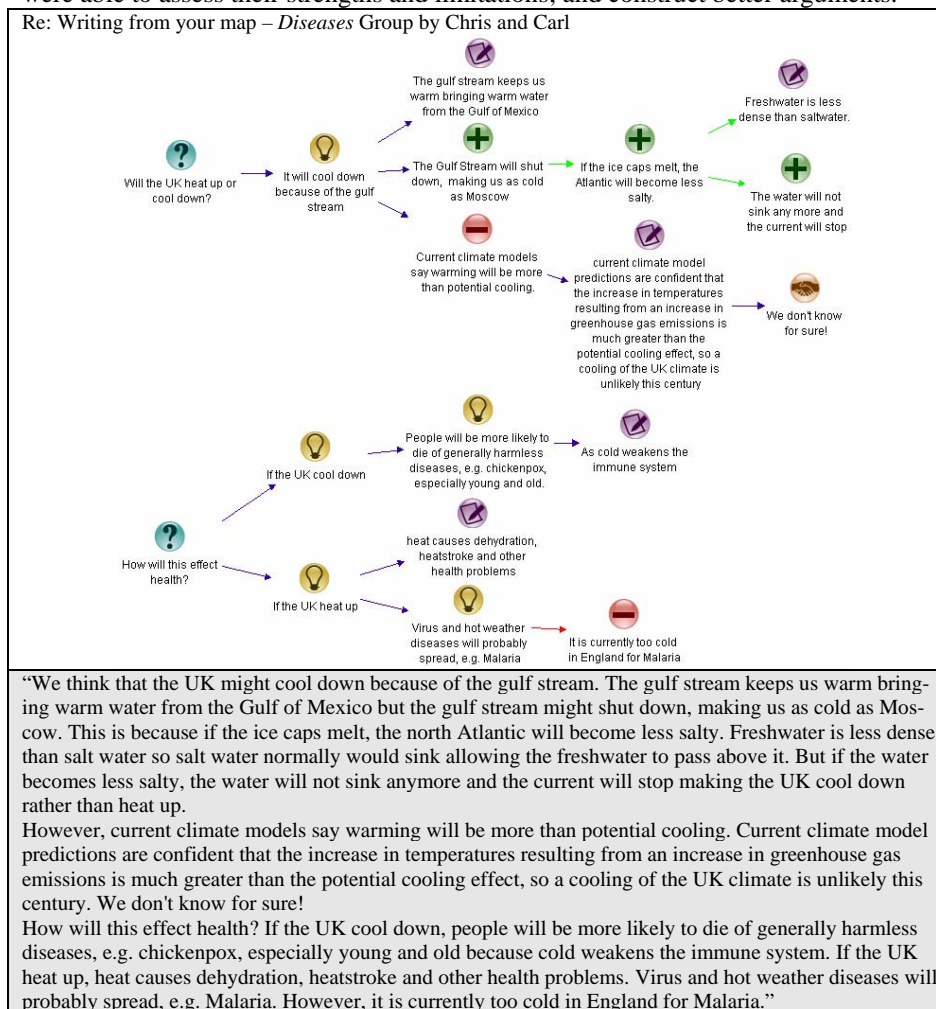 were able to assess their strengths and limitations, and construct better arguments.
Re: Writing from your map – Diseases Group by Chris and Carl
The gulf stream keeps us
warm bringing warm water
from the Gulf of Mexico
Freshwater is less
dense than saltwater.
Will the UK heat up or
cool down?
It will cool down
because of the gulf
stream
The Gulf Stream will shut
down, making us as cold
as Moscow
If the ice caps melt, the
Atlantic will become less
salty.
The water will not
sink any more and
the current will stop
Current climate models
say warming will be more
than potential cooling.
current climate model
predictions are confident that
the increase in temperatures
resulting from an increase in
greenhouse gas emissions is
much greater than the
potential cooling effect, so a
cooling of the UK climate is
unlikely this century
We don't know
for sure!
How will this effect
health?
If the UK cool down
People will be more likely to
die of generally harmless
diseases, e.g. chickenpox,
especially young and old.
As cold weakens the
immune system
If the UK heat up
heat causes dehydration,
heatstroke and other
health problems
Virus and hot weather
diseases will probably
spread, e.g. Malaria
It is currently too cold
in England for Malaria
“We think that the UK might cool down because of the gulf stream. The gulf stream keeps us warm bring-
ing warm water from the Gulf of Mexico but the gulf stream might shut down, making us as cold as Mos-
cow. This is because if the ice caps melt, the north Atlantic will become less salty. Freshwater is less dense
than salt water so salt water normally would sink allowing the freshwater to pass above it. But if the water
becomes less salty, the water will not sink anymore and the current will stop making the UK cool down
rather than heat up.
However, current climate models say warming will be more than potential cooling. Current climate model
predictions are confident that the increase in temperatures resulting from an increase in greenhouse gas
emissions is much greater than the potential cooling effect, so a cooling of the UK climate is unlikely this
century. We don't know for sure!
How will this effect health? If the UK cool down, people will be more likely to die of generally harmless
diseases, e.g. chickenpox, especially young and old because cold weakens the immune system. If the UK
heat up, heat causes dehydration, heatstroke and other health problems. Virus and hot weather diseases will
probably spread, e.g. Malaria. However, it is currently too cold in England for Malaria.”